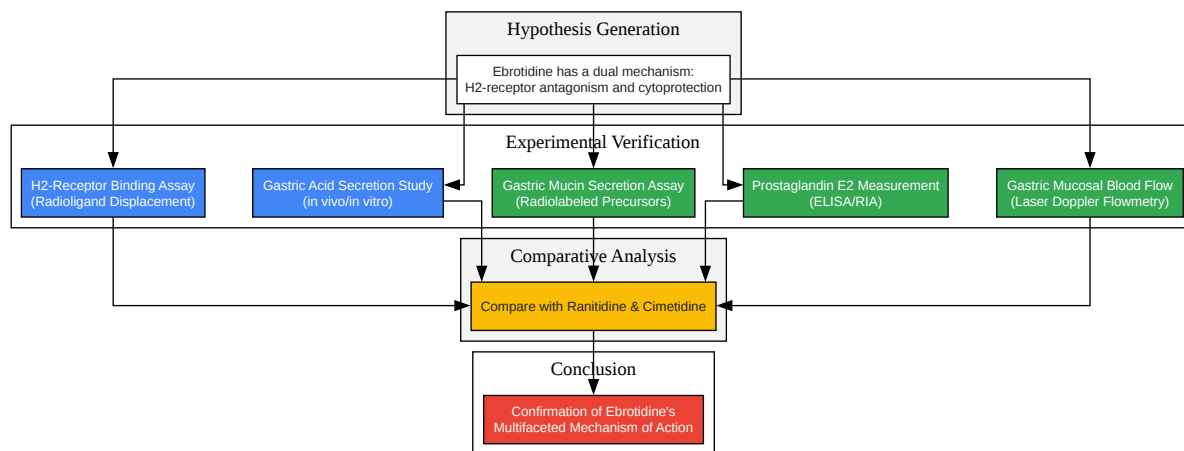 Hypothesis Generation
Ebrotidine has a dual mechanism:
H2-receptor antagonism and cytoprotection
Experimental Verification
H2-Receptor Binding Assay
(Radioligand Displacement)
Gastric Acid Secretion Study
(in vivo/in vitro)
Gastric Mucin Secretion Assay
(Radiolabeled Precursors)
Prostaglandin E2 Measurement
(ELISA/RIA)
Gastric Mucosal Blood Flow
(Laser Doppler Flowmetry)
Comparative Analysis
Compare with Ranitidine & Cimetidine
Conclusion
Confirmation of Ebrotidine's
Multifaceted Mechanism of Action